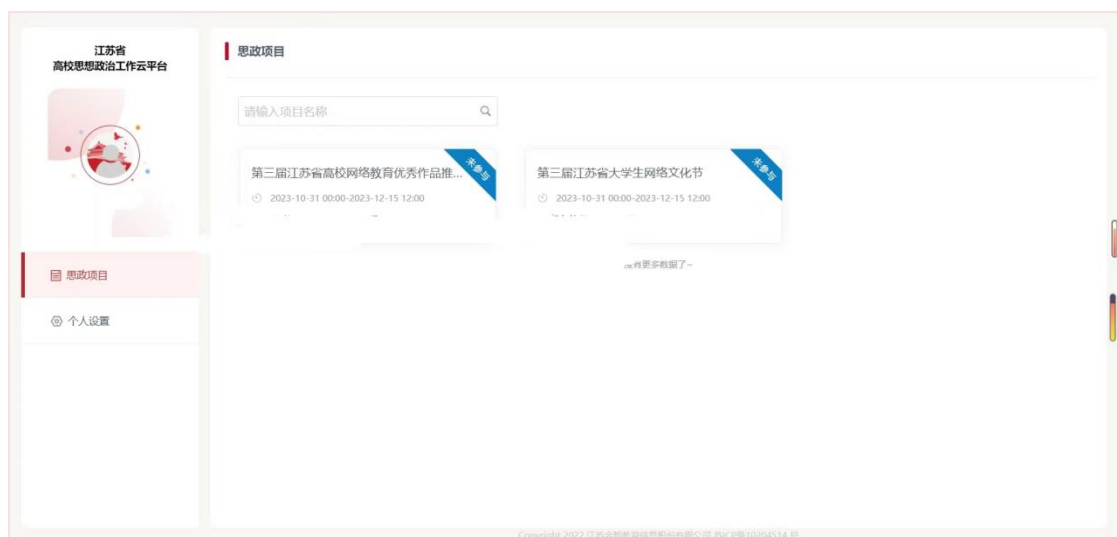 江苏省
高校思想政治工作云平台
思政项目
个人设置
思政项目
请输入项目名称
第三届江苏省高校网络教育优秀作品推...
未参与
2023-10-31 00:00-2023-12-15 12:00
第三届江苏省大学生网络文化节
未参与
2023-10-31 00:00-2023-12-15 12:00
有更多数据了~